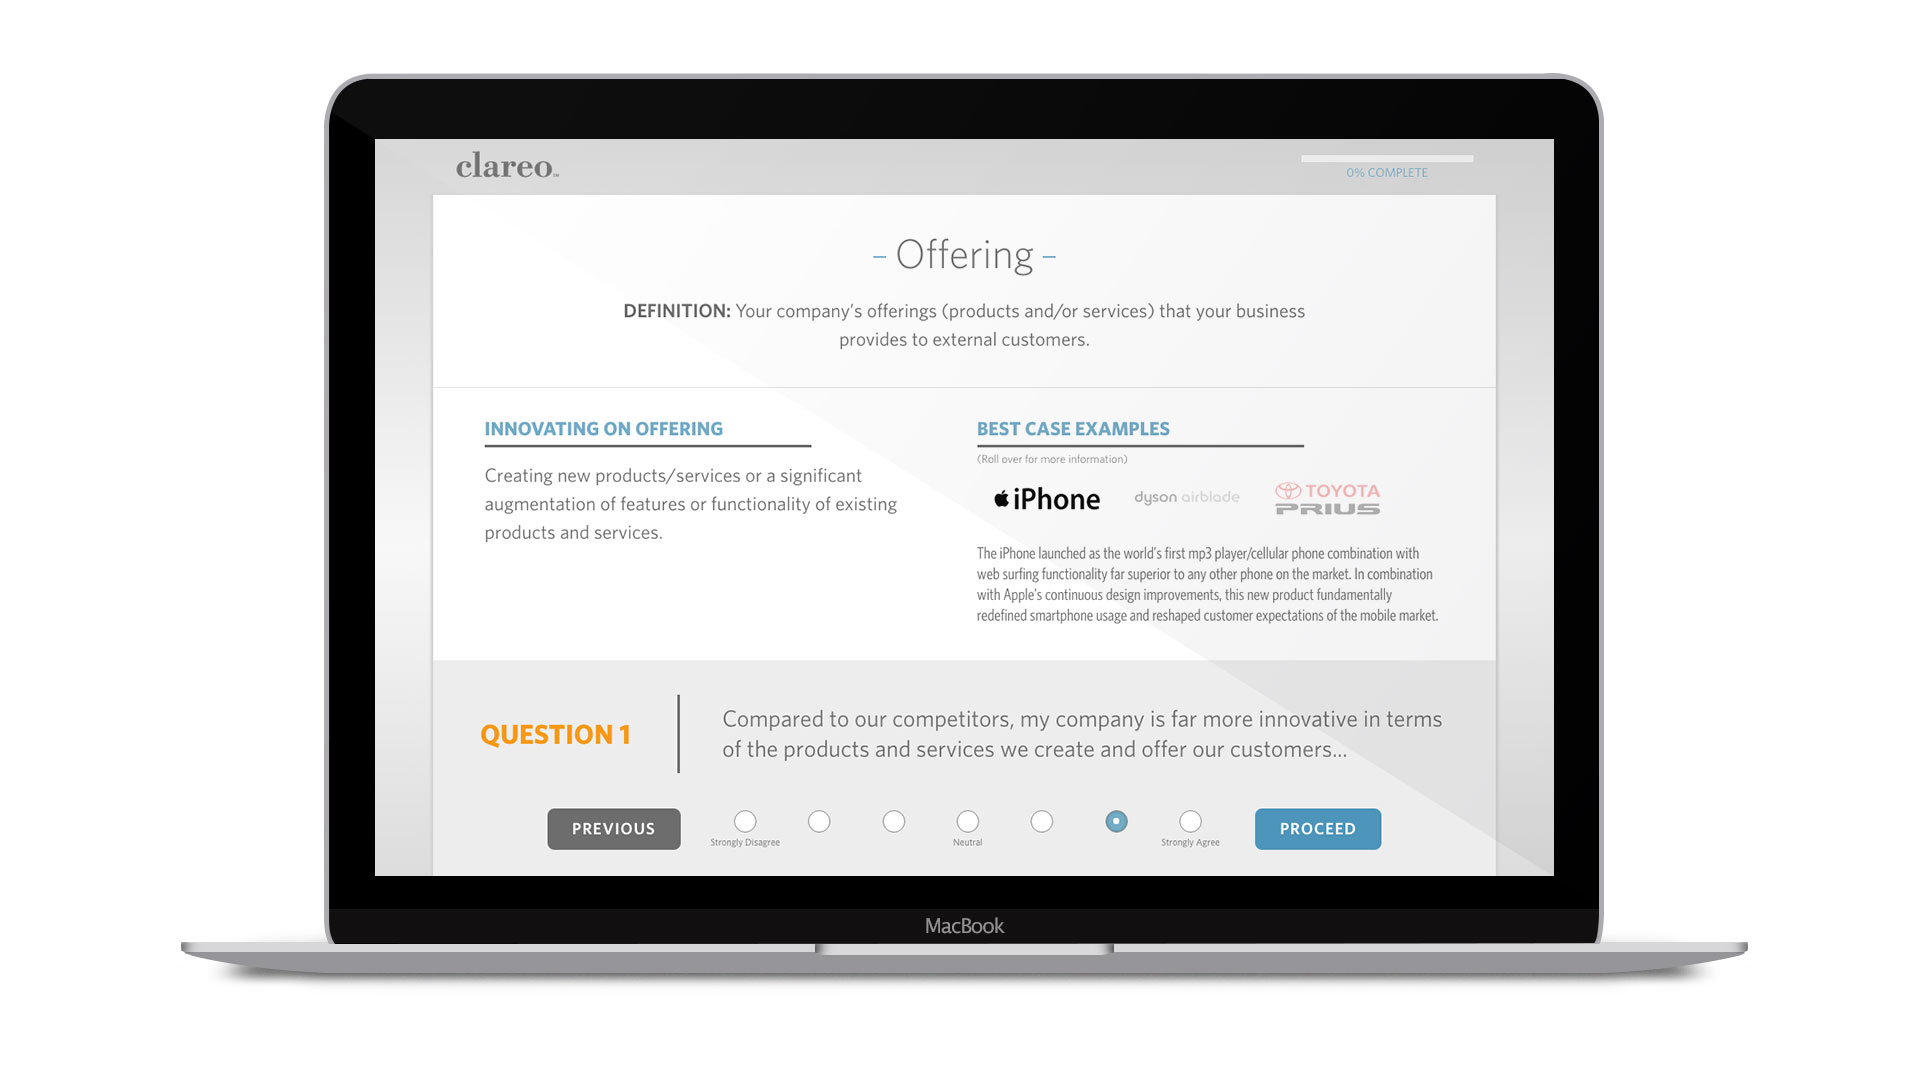 clareo™
0% COMPLETE
– Offering –
DEFINITION: Your company's offerings (products and/or services) that your business
provides to external customers.
INNOVATING ON OFFERING
Creating new products/services or a significant
augmentation of features or functionality of existing
products and services.
BEST CASE EXAMPLES
(Roll over for more information)
iPhone dyson airblade TOYOTA PRIUS
The iPhone launched as the world's first mp3 player/cellular phone combination with
web surfing functionality far superior to any other phone on the market. In combination
with Apple's continuous design improvements, this new product fundamentally
redefined smartphone usage and reshaped customer expectations of the mobile market.
QUESTION 1
Compared to our competitors, my company is far more innovative in terms
of the products and services we create and offer our customers...
PREVIOUS
Strongly Disagree
Neutral
Strongly Agree
PROCEED
MacBook